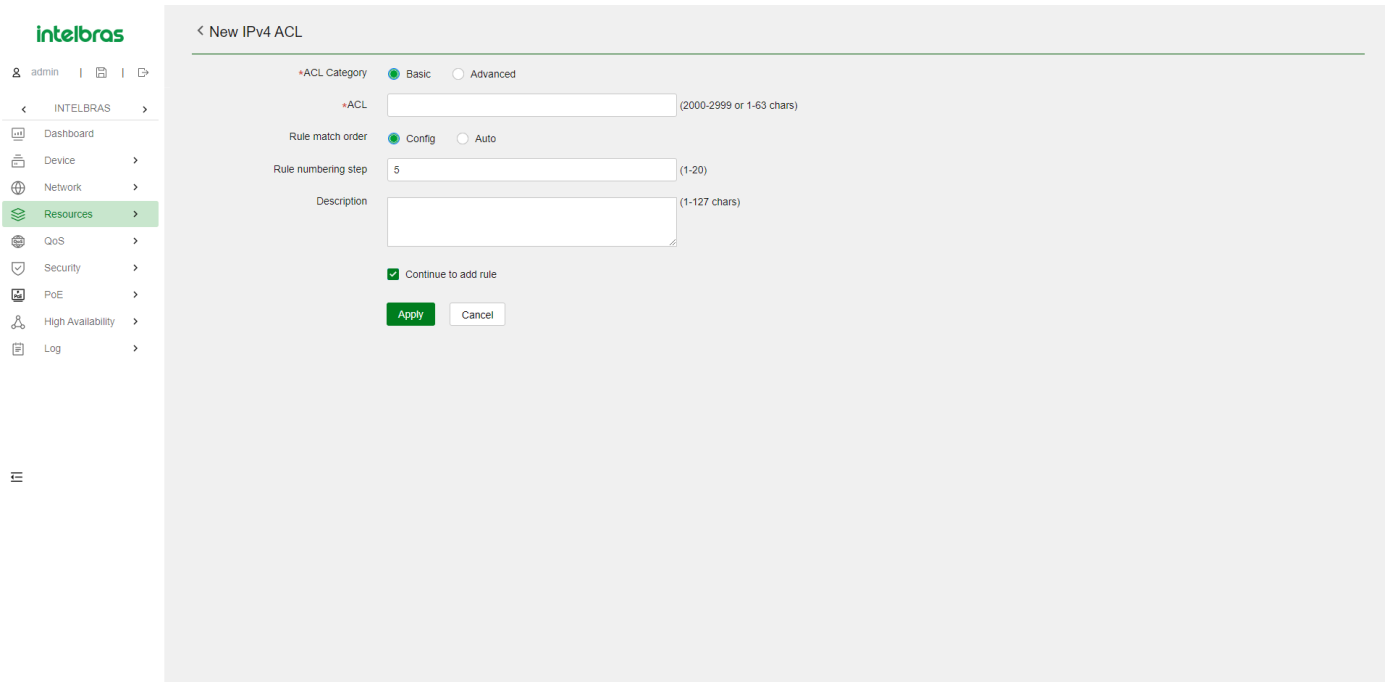 intelbras
admin
INTELBRAS
Dashboard
Device
Network
Resources
QoS
Security
PoE
High Availability
Log
New IPv4 ACL
*ACL Category Basic Advanced
*ACL (2000-2999 or 1-63 chars)
Rule match order Config Auto
Rule numbering step 5 (1-20)
Description (1-127 chars)
Continue to add rule
Apply Cancel